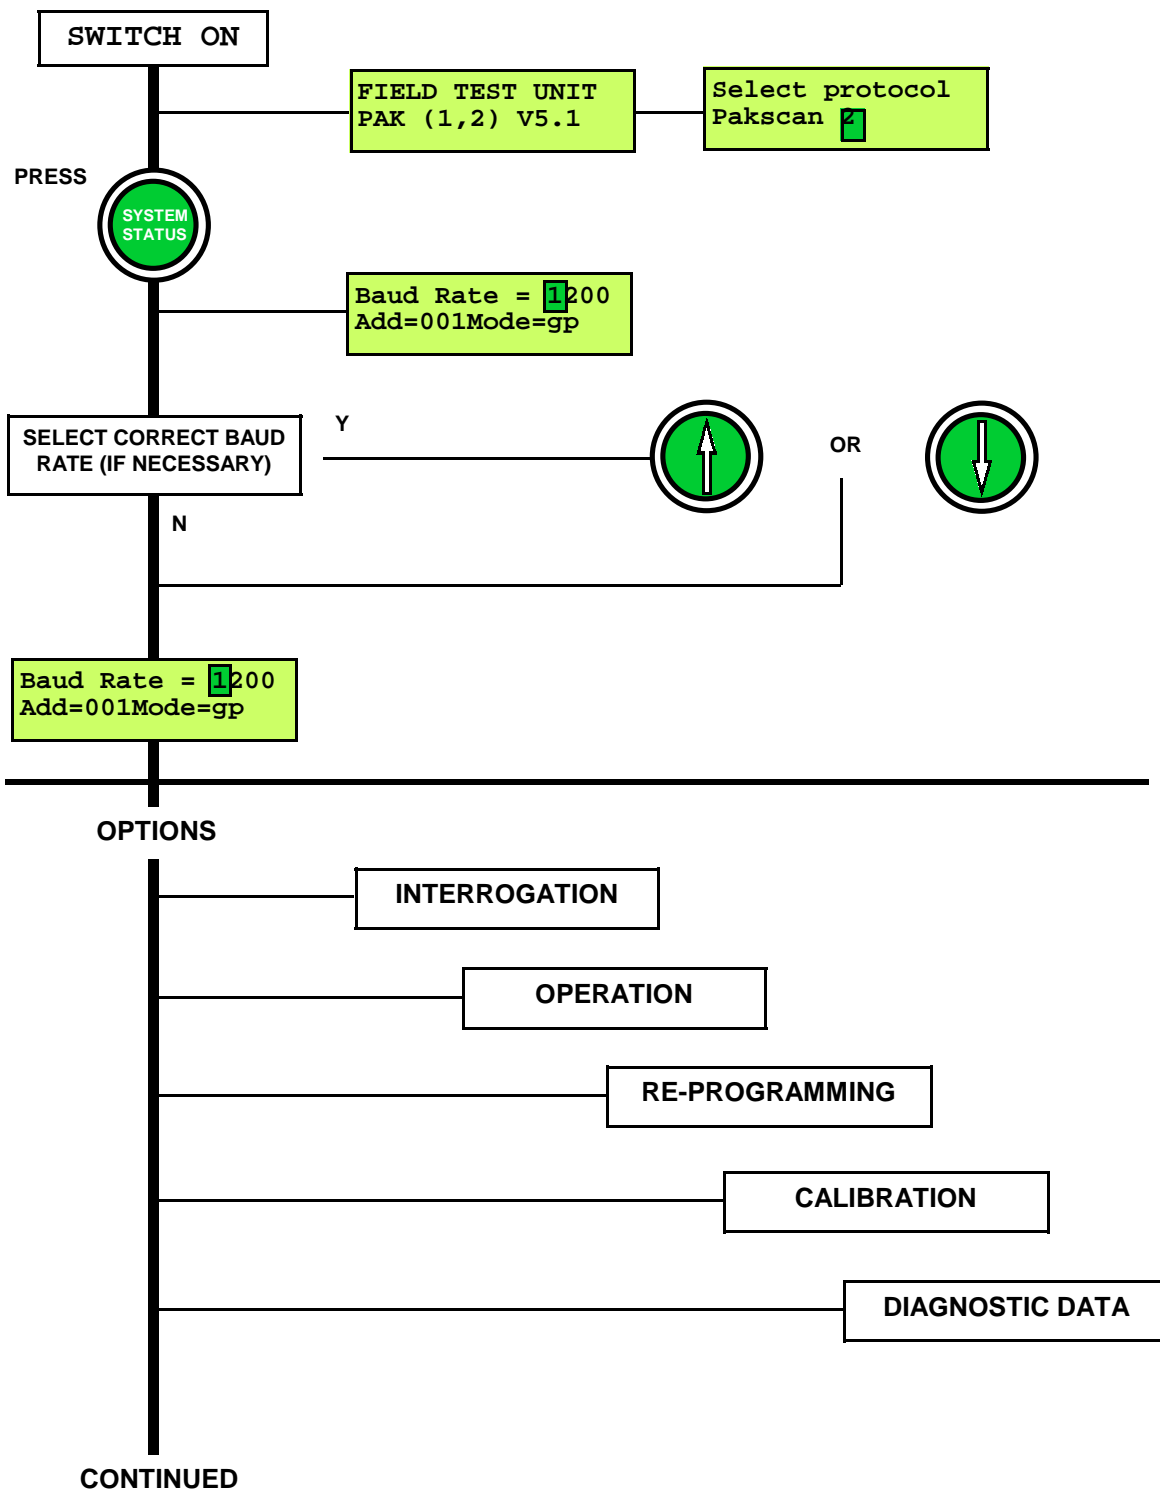 SWITCH ON
FIELD TEST UNIT
PAK (1,2) V5.1
Select protocol
Pakscan 2
PRESS
SYSTEM
STATUS
Baud Rate = 1200
Add=001Mode=gp
SELECT CORRECT BAUD
RATE (IF NECESSARY)
Y
OR
N
Baud Rate = 1200
Add=001Mode=gp
OPTIONS
INTERROGATION
OPERATION
RE-PROGRAMMING
CALIBRATION
DIAGNOSTIC DATA
CONTINUED